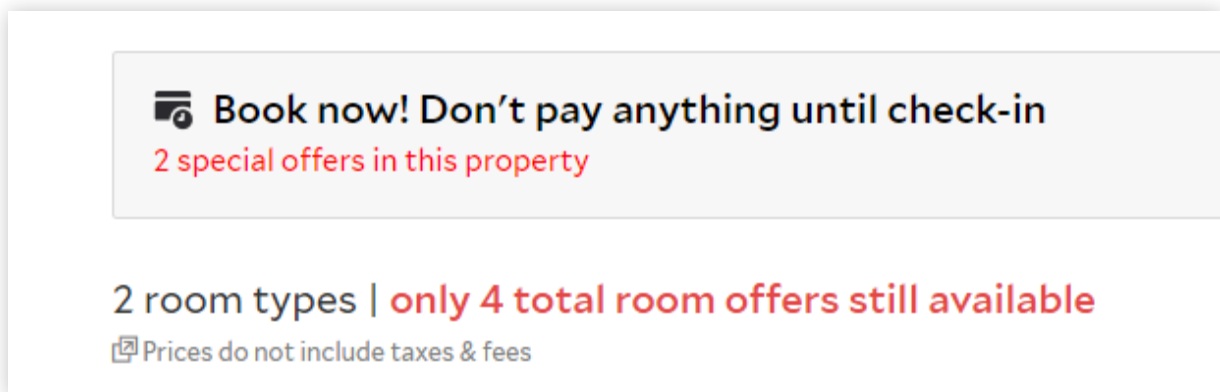 Book now! Don't pay anything until check-in
2 special offers in this property
2 room types | only 4 total room offers still available
Prices do not include taxes & fees